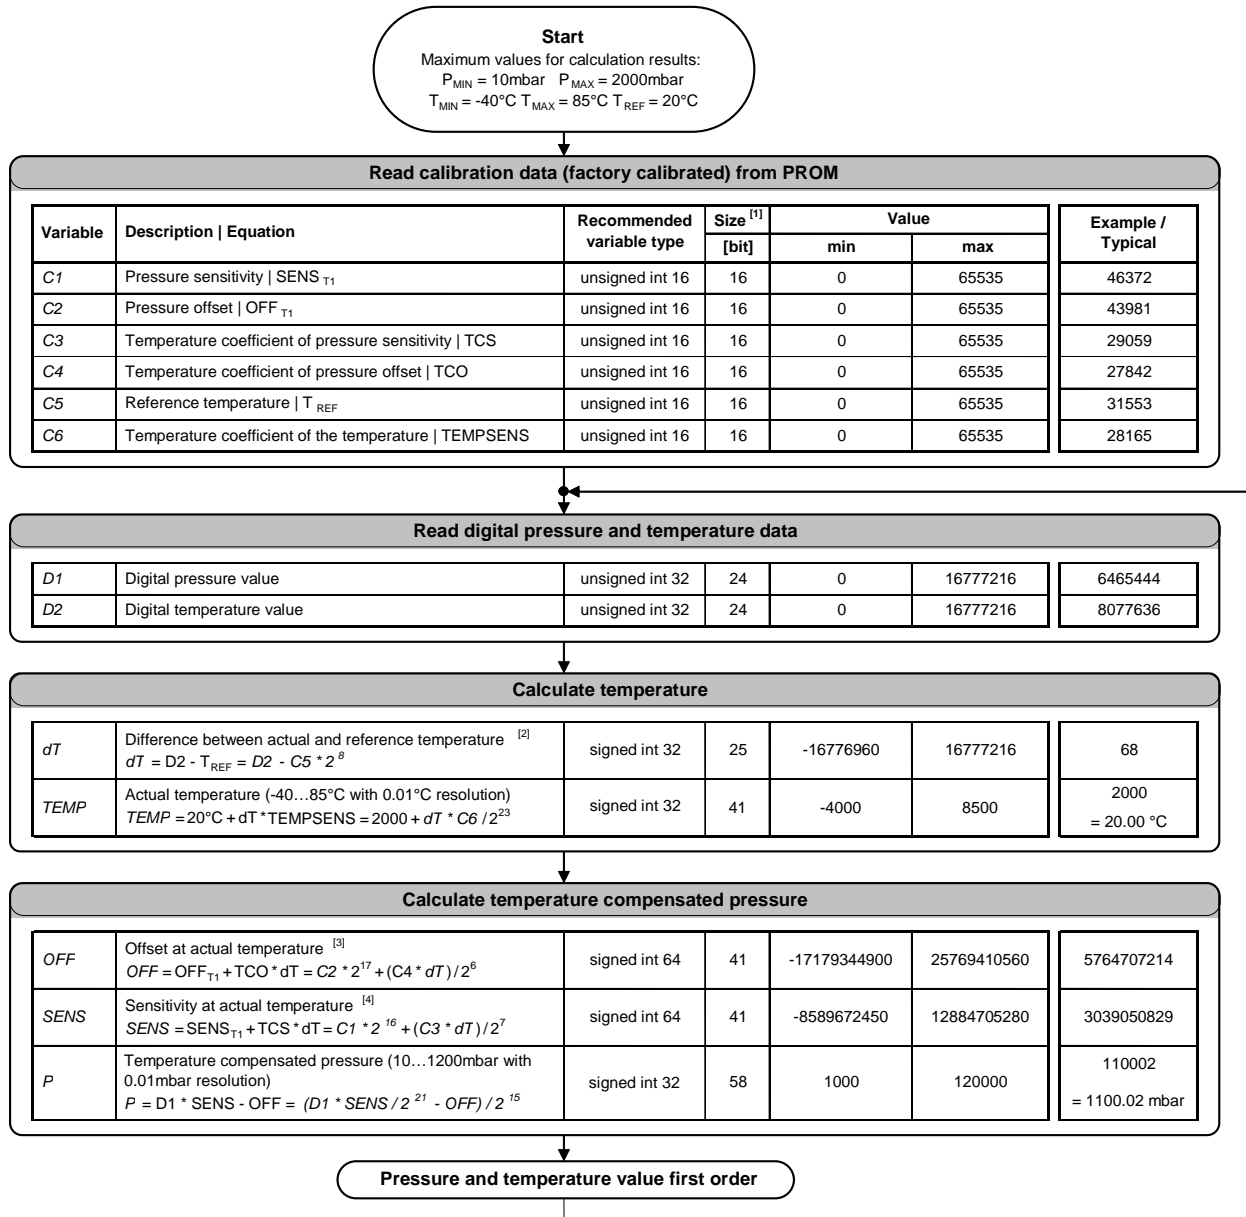 Start
Maximum values for calculation results:
P MIN = 10mbar P MAX = 2000mbar
T MIN = -40°C T MAX = 85°C T REF = 20°C
Read calibration data (factory calibrated) from PROM
Variable | Description | Equation | Recommended variable type | Size [1] [bit] | Value min | max | Example / Typical
C1 Pressure sensitivity | SENS T1 unsigned int 16 16 0 65535 46372
C2 Pressure offset | OFF T1 unsigned int 16 16 0 65535 43981
C3 Temperature coefficient of pressure sensitivity | TCS unsigned int 16 16 0 65535 29059
C4 Temperature coefficient of pressure offset | TCO unsigned int 16 16 0 65535 27842
C5 Reference temperature | T REF unsigned int 16 16 0 65535 31553
C6 Temperature coefficient of the temperature | TEMPSENS unsigned int 16 16 0 65535 28165
Read digital pressure and temperature data
D1 Digital pressure value unsigned int 32 24 0 16777216 6465444
D2 Digital temperature value unsigned int 32 24 0 16777216 8077636
Calculate temperature
dT Difference between actual and reference temperature [2] signed int 32 25 -16776960 16777216 68
dT = D2 - T REF = D2 - C5 * 2^8
TEMP Actual temperature (-40…85°C with 0.01°C resolution) signed int 32 41 -4000 8500 2000
TEMP = 20°C + dT * TEMPSENS = 2000 + dT * C6 / 2^23 = 20.00 °C
Calculate temperature compensated pressure
OFF Offset at actual temperature [3] signed int 64 41 -17179344900 25769410560 5764707214
OFF = OFF T1 + TCO * dT = C2 * 2^17 + (C4 * dT) / 2^6
SENS Sensitivity at actual temperature [4] signed int 64 41 -8589672450 12884705280 3039050829
SENS = SENS T1 + TCS * dT = C1 * 2^16 + (C3 * dT) / 2^7
P Temperature compensated pressure (10…1200mbar with
0.01mbar resolution) signed int 32 58 1000 120000 110002
P = D1 * SENS - OFF = (D1 * SENS / 2^21 - OFF) / 2^15 = 1100.02 mbar
Pressure and temperature value first order